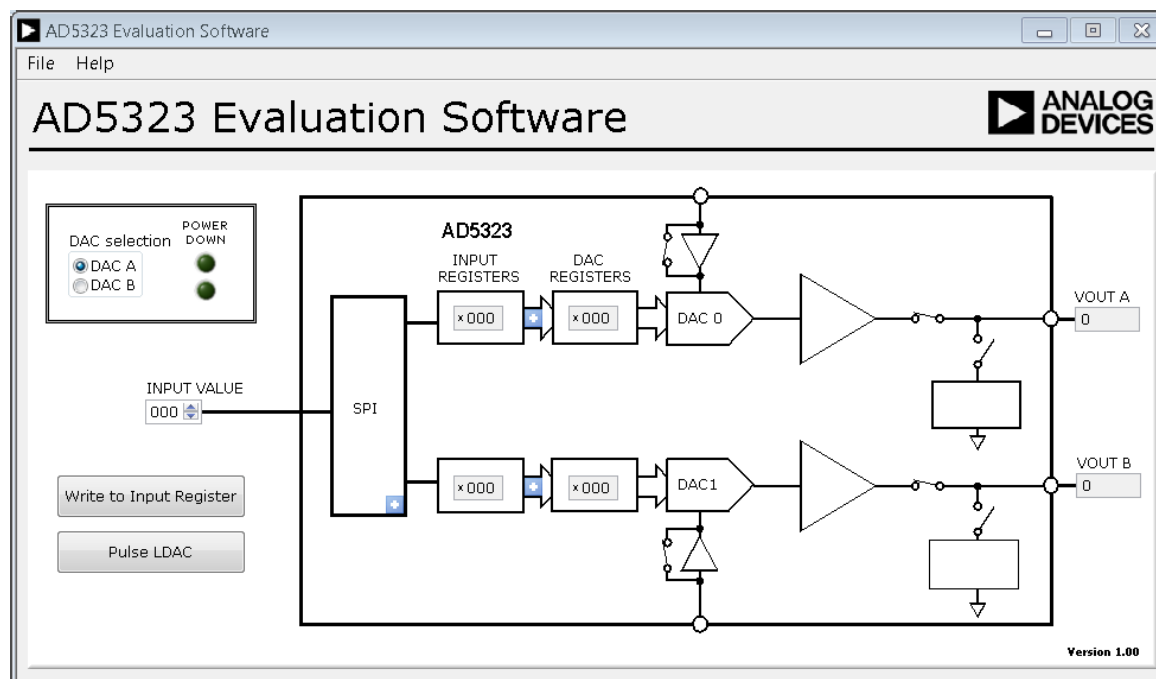 AD5323 Evaluation Software
File Help
AD5323 Evaluation Software
ANALOG
DEVICES
DAC selection
POWER
DOWN
DAC A
DAC B
AD5323
INPUT
REGISTERS
DAC
REGISTERS
x000
x000
DAC 0
VOUT A
0
INPUT VALUE
000
SPI
x000
x000
DAC1
VOUT B
0
Write to Input Register
Pulse LDAC
Version 1.00